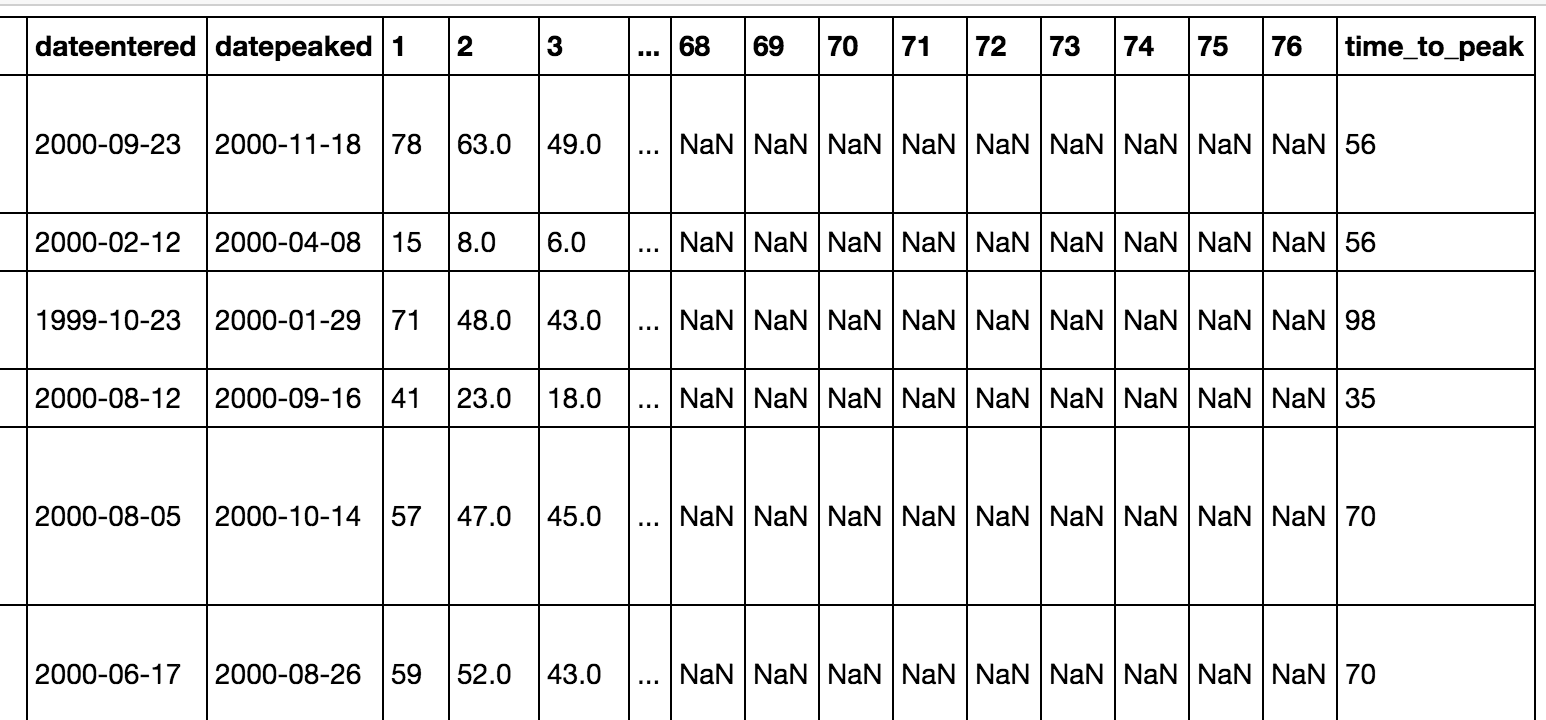 dateentered datepeaked 1 2 3 ... 68 69 70 71 72 73 74 75 76 time_to_peak
2000-09-23 2000-11-18 78 63.0 49.0 ... NaN NaN NaN NaN NaN NaN NaN NaN NaN 56
2000-02-12 2000-04-08 15 8.0 6.0 ... NaN NaN NaN NaN NaN NaN NaN NaN NaN 56
1999-10-23 2000-01-29 71 48.0 43.0 ... NaN NaN NaN NaN NaN NaN NaN NaN NaN 98
2000-08-12 2000-09-16 41 23.0 18.0 ... NaN NaN NaN NaN NaN NaN NaN NaN NaN 35
2000-08-05 2000-10-14 57 47.0 45.0 ... NaN NaN NaN NaN NaN NaN NaN NaN NaN 70
2000-06-17 2000-08-26 59 52.0 43.0 ... NaN NaN NaN NaN NaN NaN NaN NaN NaN 70